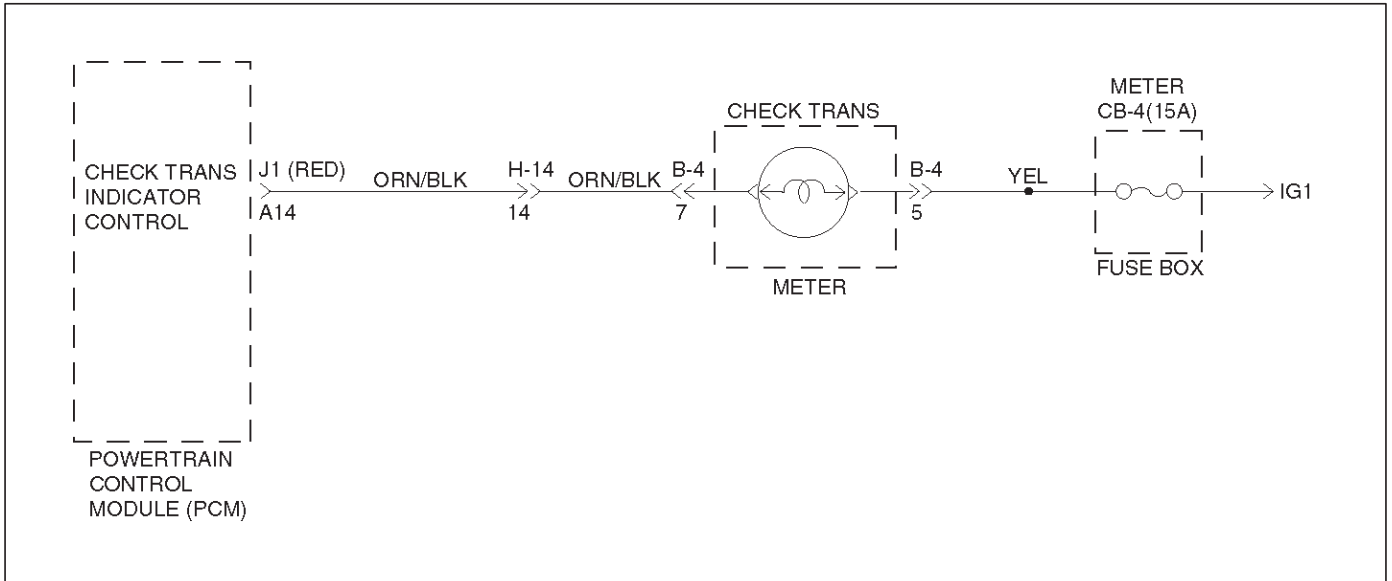 METER
CB-4(15A)
CHECK TRANS
CHECK TRANS
INDICATOR
CONTROL
J1 (RED)
A14
ORN/BLK
H-14
14
ORN/BLK
B-4
7
B-4
5
YEL
IG1
METER
FUSE BOX
POWERTRAIN
CONTROL
MODULE (PCM)